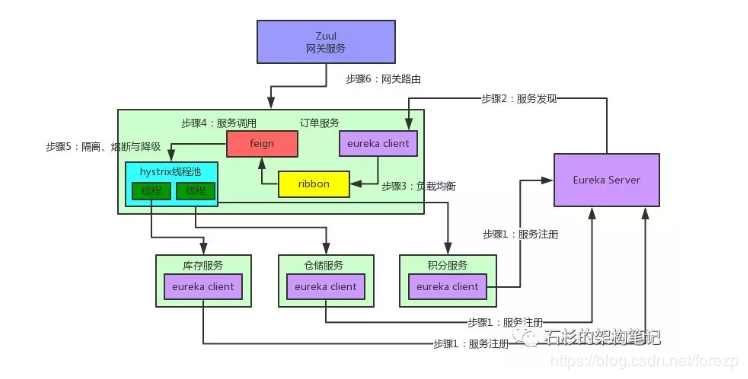 Zuul
网关服务
步骤6：网关路由
步骤2：服务发现
步骤4：服务调用
订单服务
步骤5：隔离、熔断与降级
feign
eureka client
hystrix线程池
线程
线程
ribbon
步骤3：负载均衡
Eureka Server
步骤1：服务注册
库存服务
eureka client
仓储服务
eureka client
积分服务
eureka client
步骤1：服务注册
石杉的架构笔记
步骤1：服务注册
https://blog.csdn.net/forezp